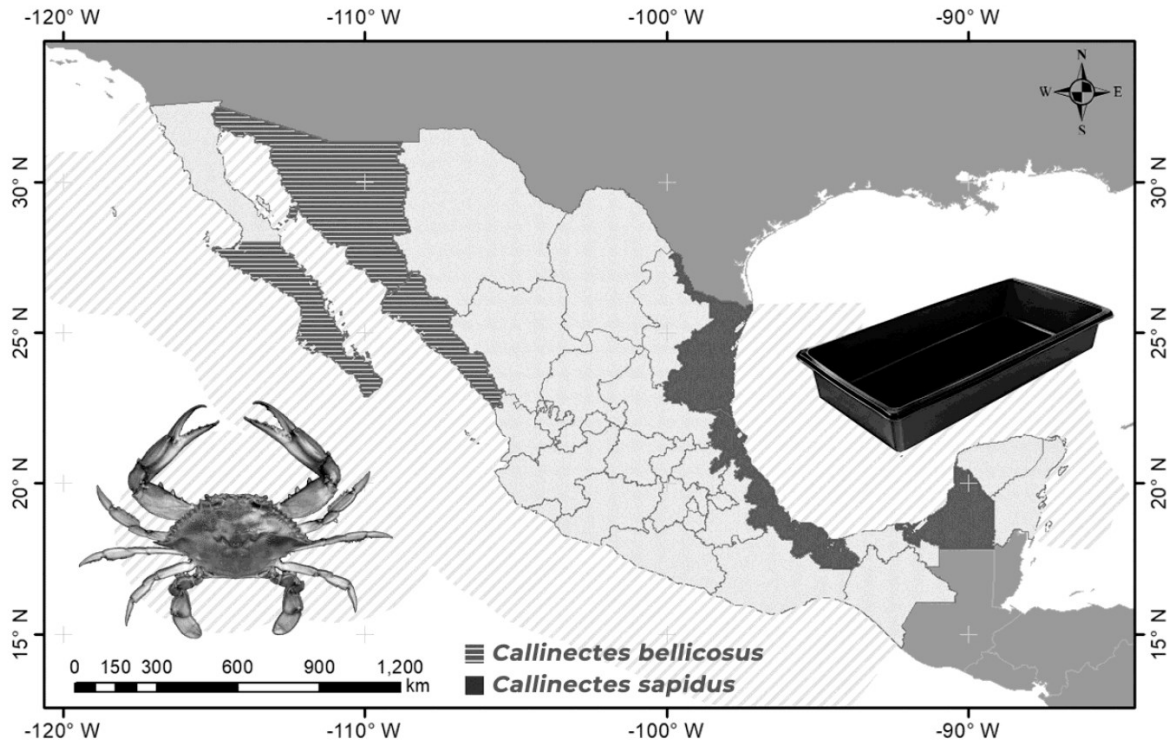 -120° W -110° W -100° W -90° W
N
W E
S
30° N 30° N
25° N 25° N
20° N 20° N
15° N 15° N
Callinectes bellicosus
Callinectes sapidus
0 150 300 600 900 1,200
km
-120° W -110° W -100° W -90° W